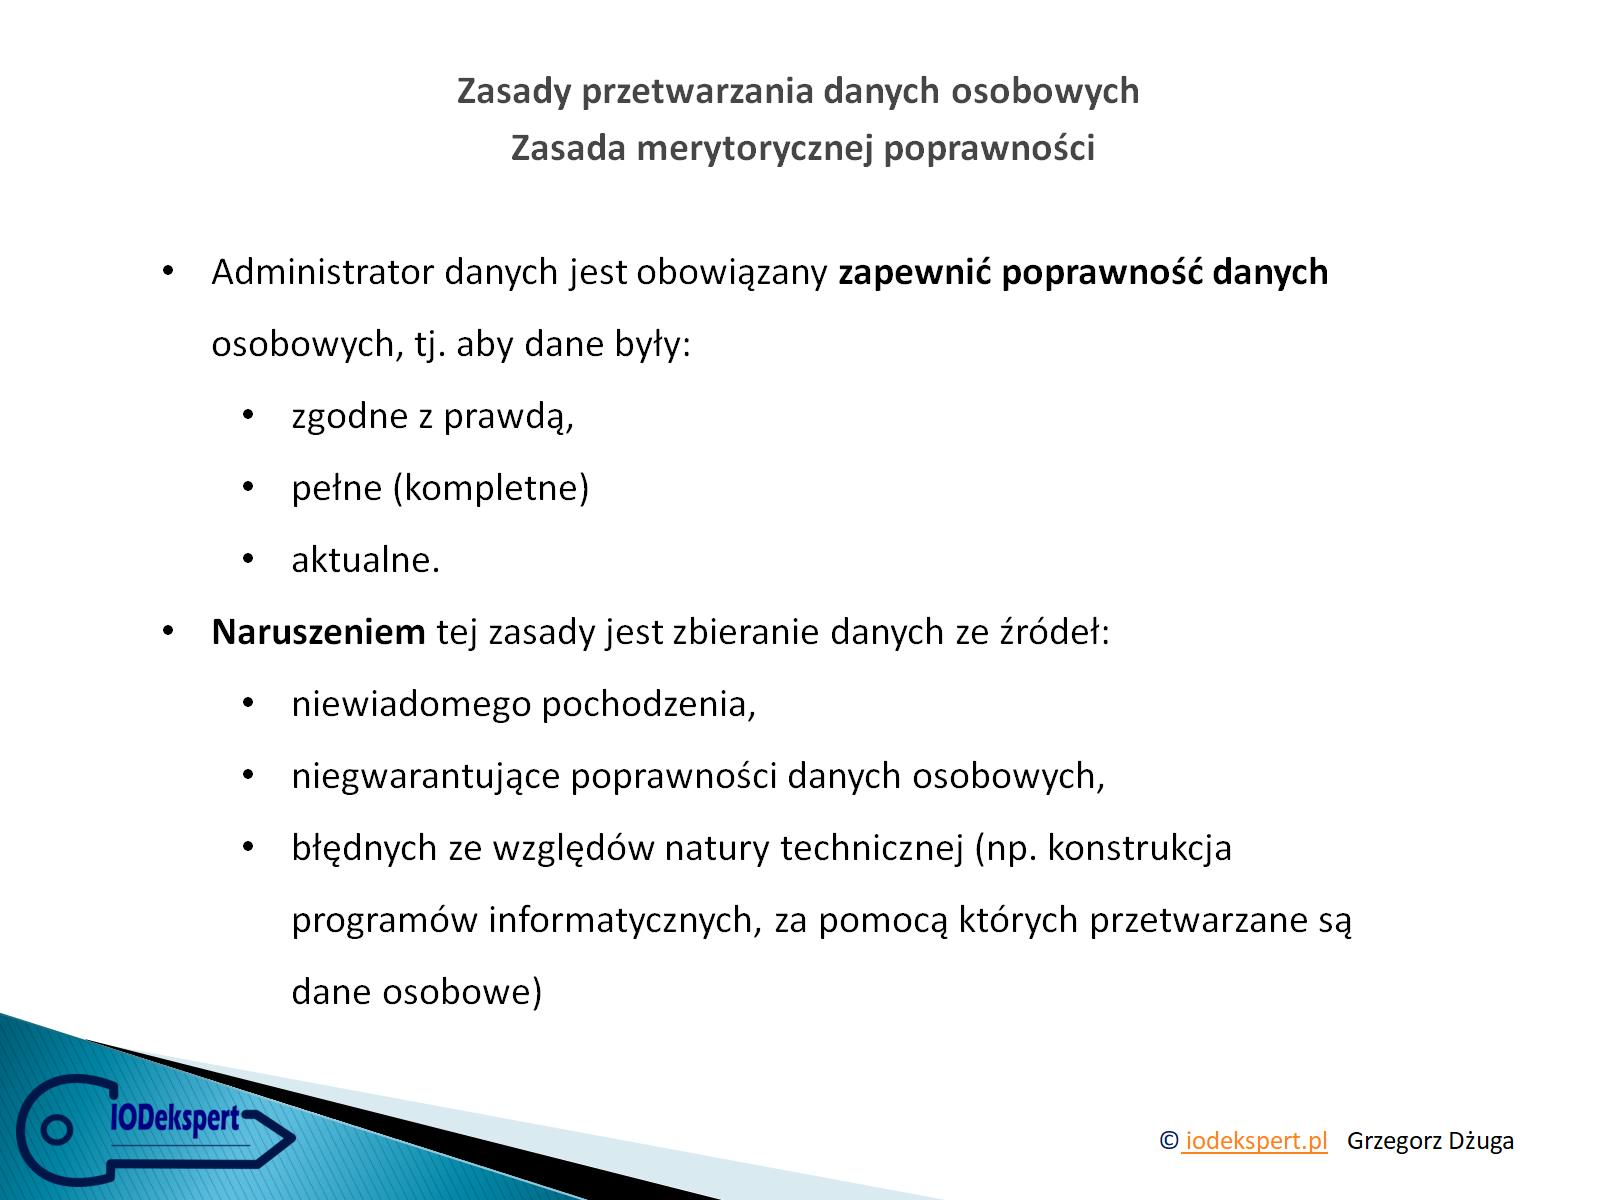 Zasady przetwarzania danych osobowych
Zasada merytorycznej poprawności
• Administrator danych jest obowiązany zapewnić poprawność danych
osobowych, tj. aby dane były:
• zgodne z prawdą,
• pełne (kompletne)
• aktualne.
• Naruszeniem tej zasady jest zbieranie danych ze źródeł:
• niewiadomego pochodzenia,
• niegwarantujące poprawności danych osobowych,
• błędnych ze względów natury technicznej (np. konstrukcja
programów informatycznych, za pomocą których przetwarzane są
dane osobowe)
IODekspert
© iodekspert.pl Grzegorz Dżuga